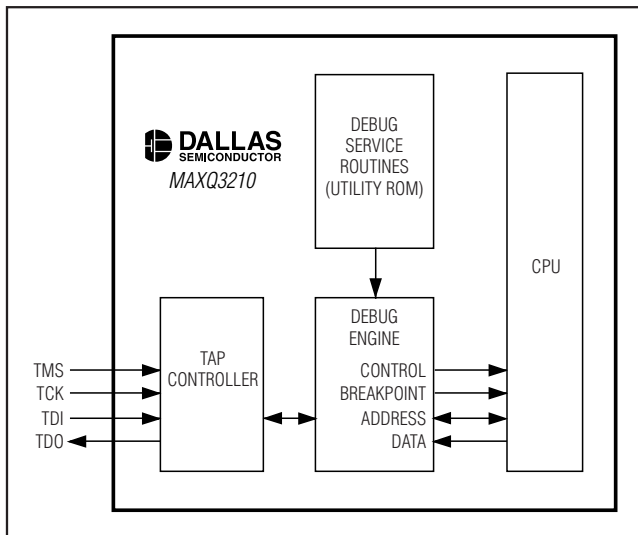 DALLAS
SEMICONDUCTOR
MAXQ3210
DEBUG
SERVICE
ROUTINES
(UTILITY ROM)
CPU
TAP
CONTROLLER
DEBUG
ENGINE
CONTROL
BREAKPOINT
ADDRESS
DATA
TMS
TCK
TDI
TDO